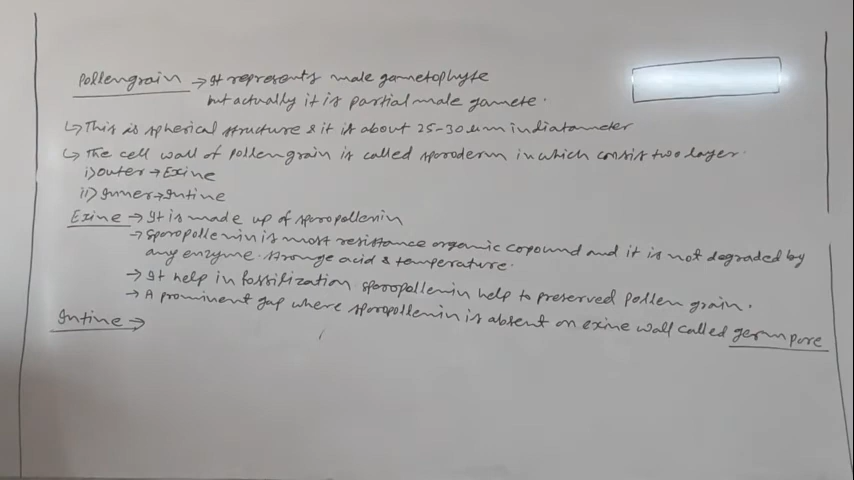 Pollengrain → It represents male gametophyte
but actually it is partial male gamete.
↳ This is spherical structure & it is about 25-30 µm in diatameter
↳ The cell wall of pollengrain is called sporoderm in which consist two layer.
i) outer → Exine
ii) Inner → Intine
Exine → It is made up of sporopollenin
→ sporopollenin is most resistance organic copound and it is not degraded by
any enzyme. stronge acid & temperature.
→ It help in fossilization sporopollenin help to preserved pollen grain.
→ A prominent gap where sporopollenin is absent on exine wall called germpore
Intine →